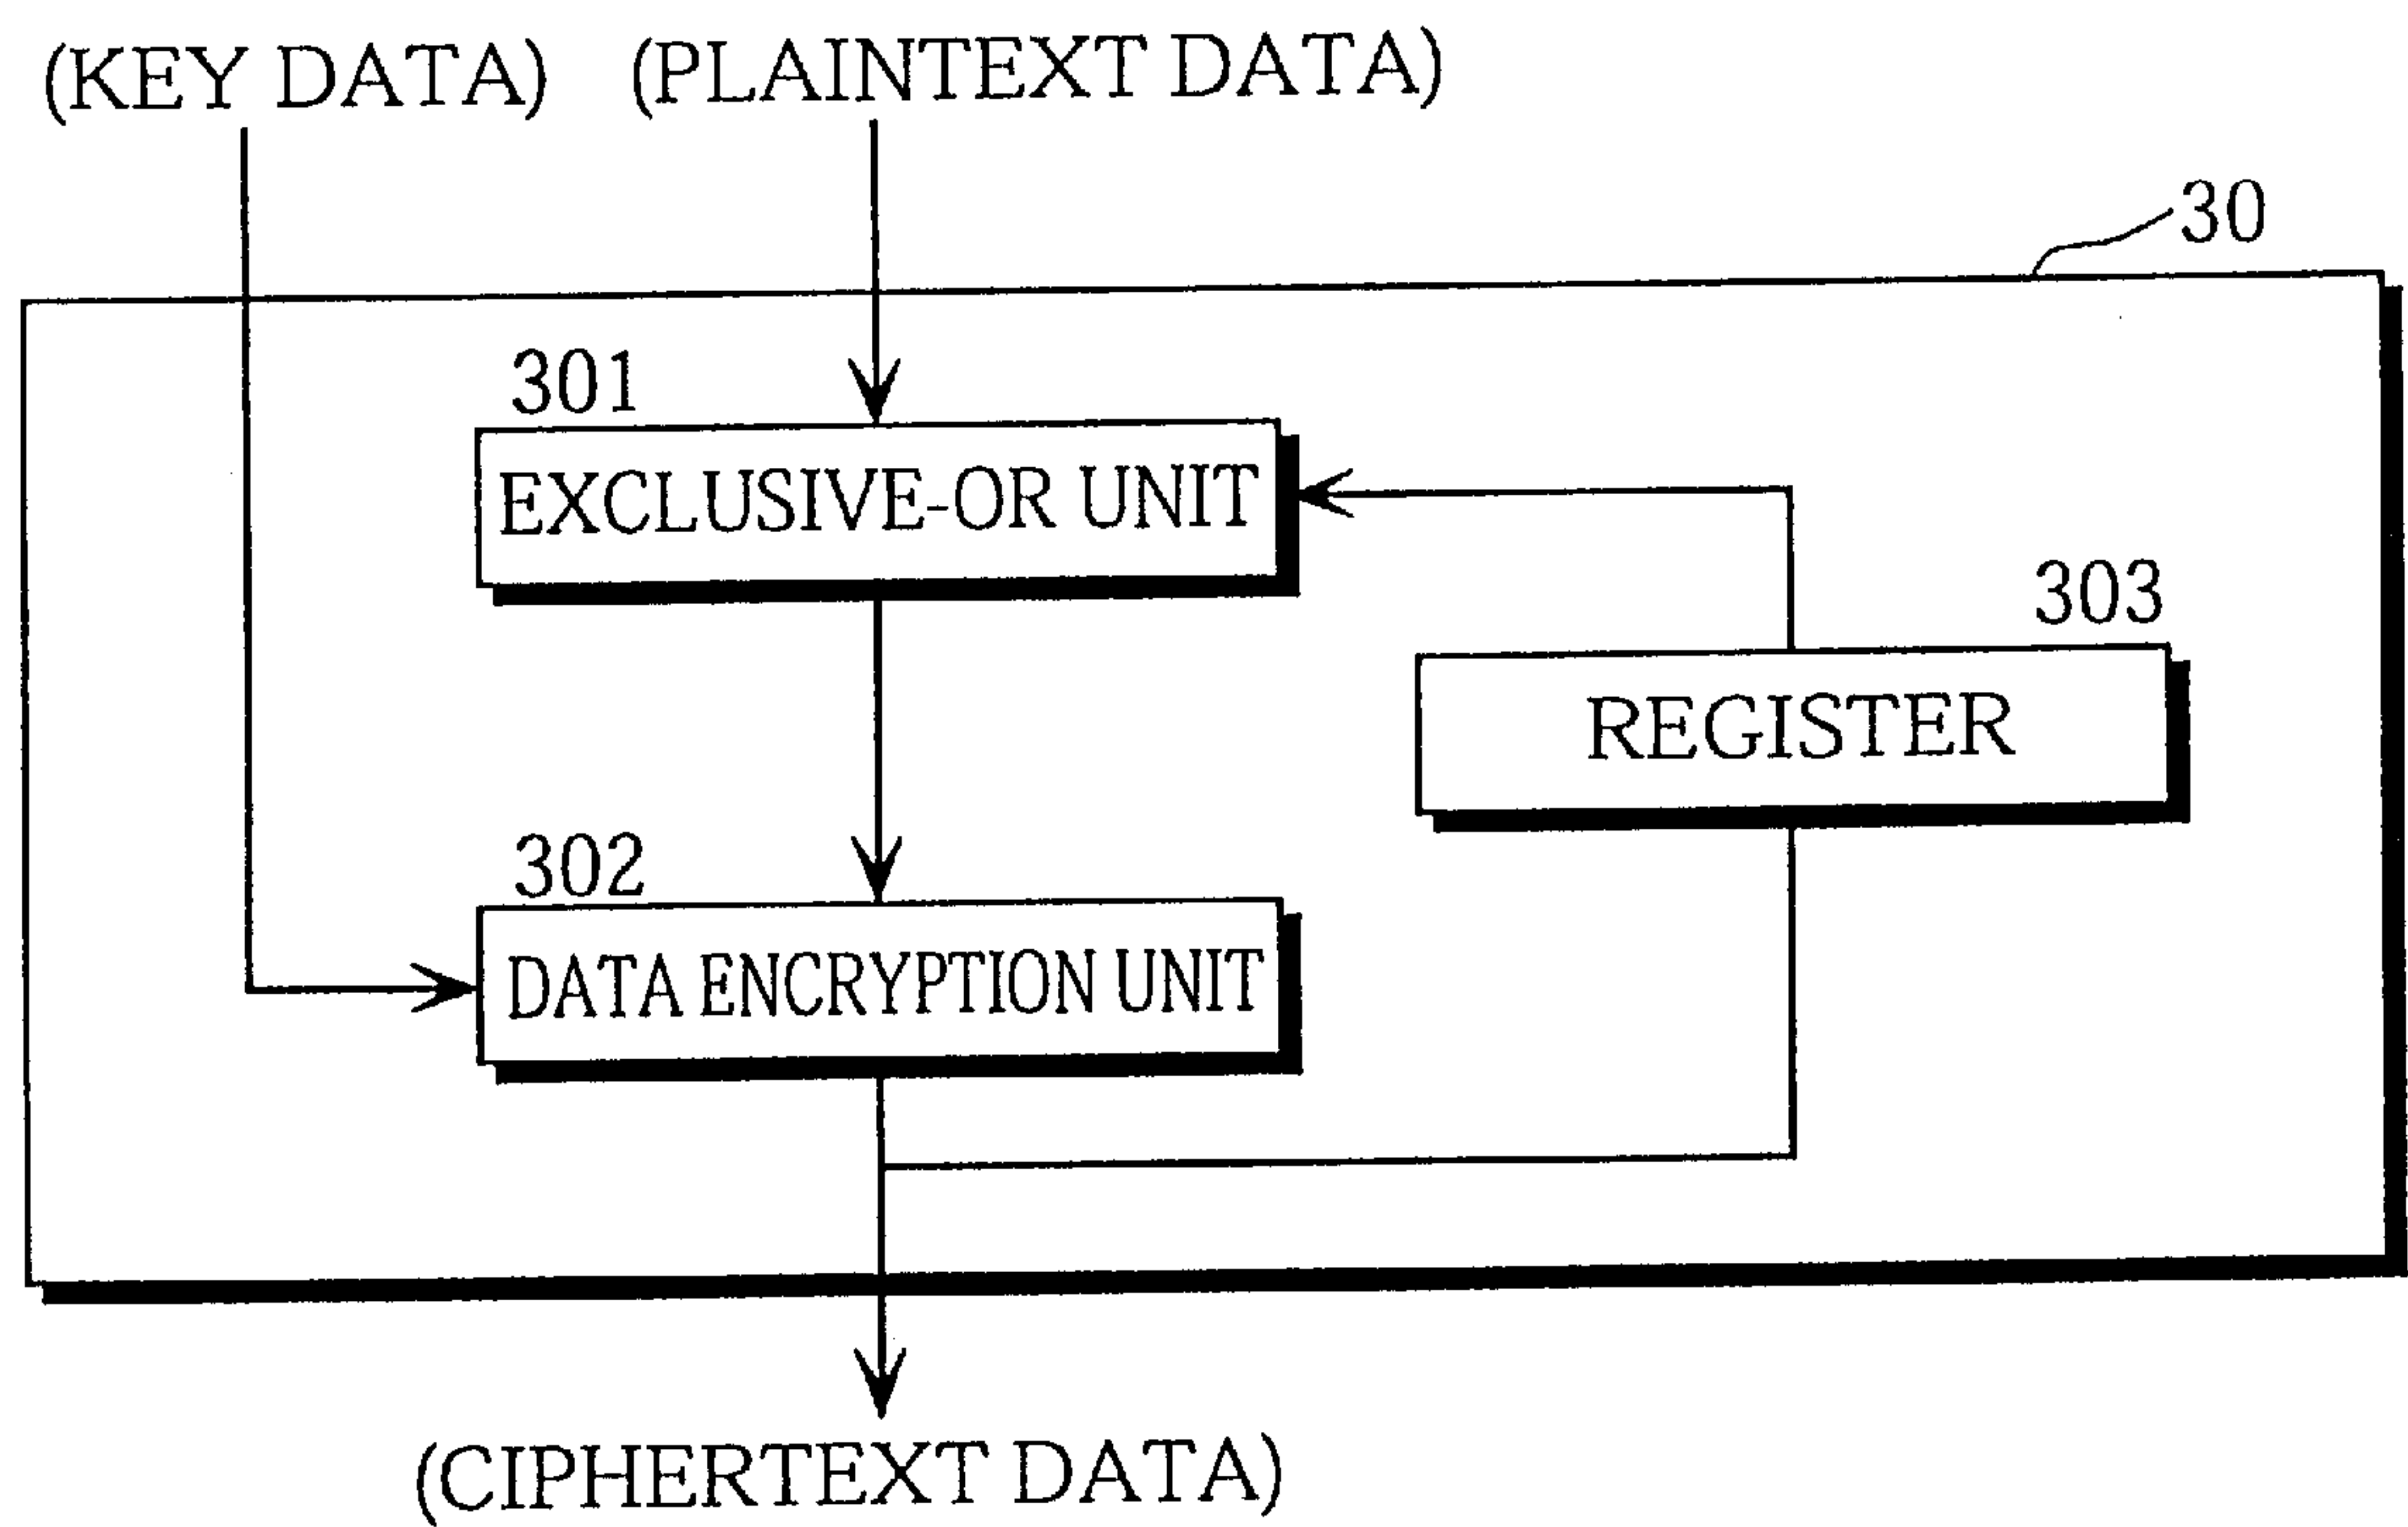 (KEY DATA) (PLAINTEXT DATA)
30
301
EXCLUSIVE-OR UNIT
303
REGISTER
302
DATA ENCRYPTION UNIT
(CIPHERTEXT DATA)